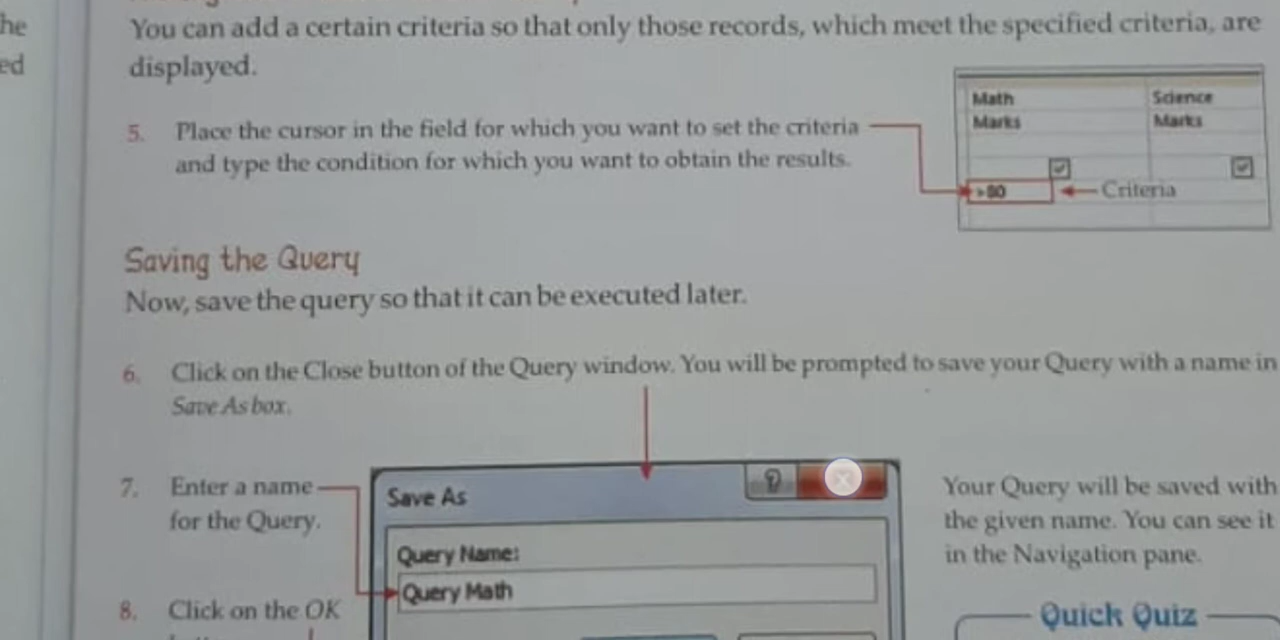 he
ed
You can add a certain criteria so that only those records, which meet the specified criteria, are
displayed.
5. Place the cursor in the field for which you want to set the criteria
and type the condition for which you want to obtain the results.
Math Science
Marks Marks
>80 Criteria
Saving the Query
Now, save the query so that it can be executed later.
6. Click on the Close button of the Query window. You will be prompted to save your Query with a name in
Save As box.
7. Enter a name
for the Query.
Save As
Query Name:
Query Math
Your Query will be saved with
the given name. You can see it
in the Navigation pane.
8. Click on the OK
Quick Quiz